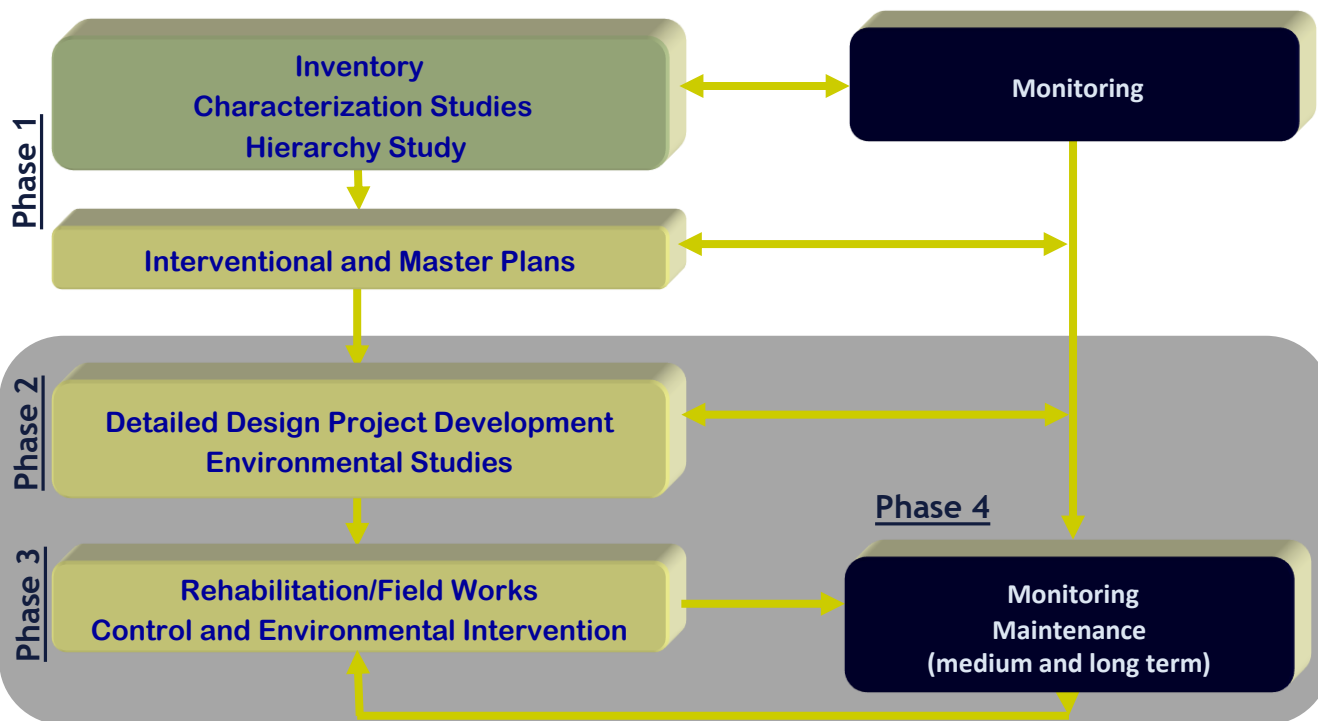 Phase 1
Inventory
Characterization Studies
Hierarchy Study
Monitoring
Interventional and Master Plans
Phase 2
Detailed Design Project Development
Environmental Studies
Phase 3
Rehabilitation/Field Works
Control and Environmental Intervention
Phase 4
Monitoring
Maintenance
(medium and long term)